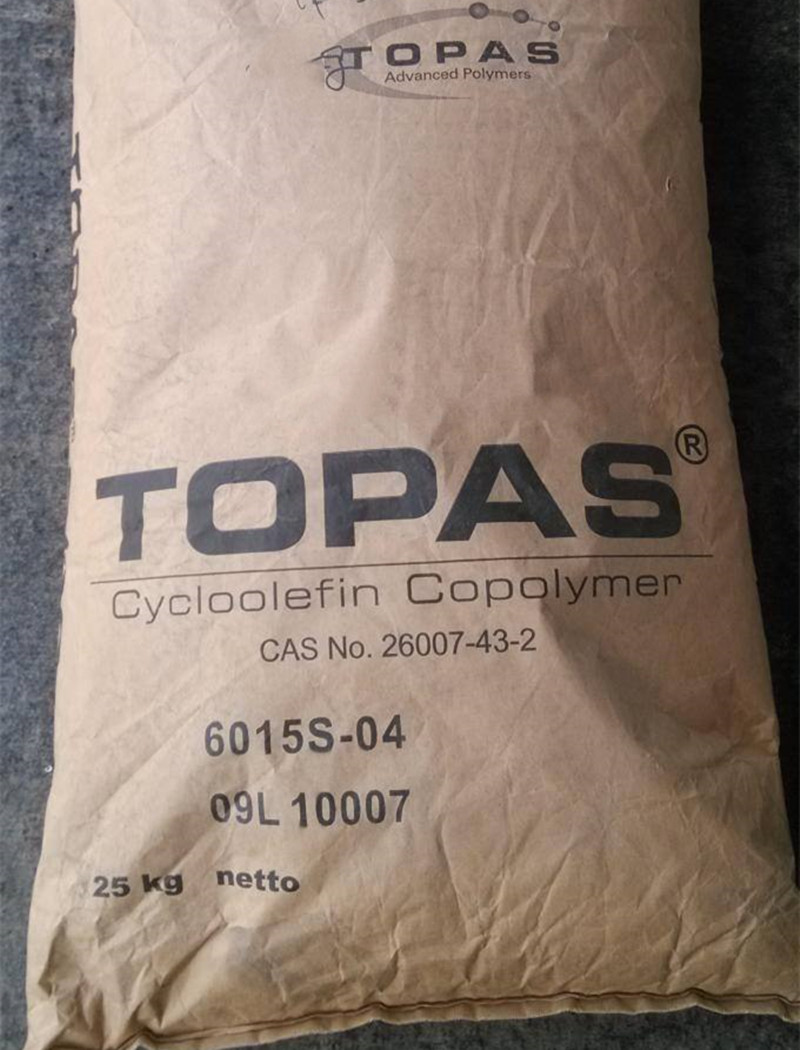 TOPAS
Advanced Polymers
TOPAS®
Cycloolefin Copolymer
CAS No. 26007-43-2
6015S-04
09L 10007
25 kg netto